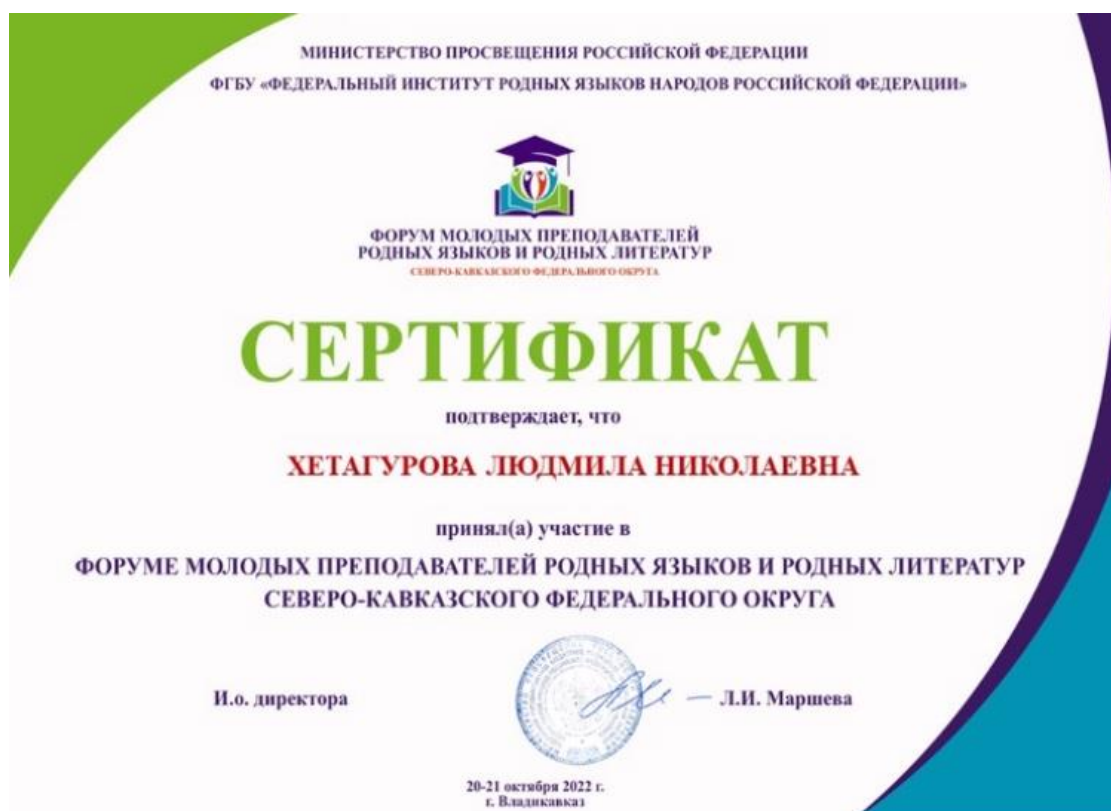 МИНИСТЕРСТВО ПРОСВЕЩЕНИЯ РОССИЙСКОЙ ФЕДЕРАЦИИ
ФГБУ «ФЕДЕРАЛЬНЫЙ ИНСТИТУТ РОДНЫХ ЯЗЫКОВ НАРОДОВ РОССИЙСКОЙ ФЕДЕРАЦИИ»
ФОРУМ МОЛОДЫХ ПРЕПОДАВАТЕЛЕЙ
РОДНЫХ ЯЗЫКОВ И РОДНЫХ ЛИТЕРАТУР
СЕВЕРО-КАВКАЗСКОГО ФЕДЕРАЛЬНОГО ОКРУГА
СЕРТИФИКАТ
подтверждает, что
ХЕТАГУРОВА ЛЮДМИЛА НИКОЛАЕВНА
принял(а) участие в
ФОРУМЕ МОЛОДЫХ ПРЕПОДАВАТЕЛЕЙ РОДНЫХ ЯЗЫКОВ И РОДНЫХ ЛИТЕРАТУР
СЕВЕРО-КАВКАЗСКОГО ФЕДЕРАЛЬНОГО ОКРУГА
И.о. директора Л.И. Маршева
20-21 октября 2022 г.
г. Владикавказ